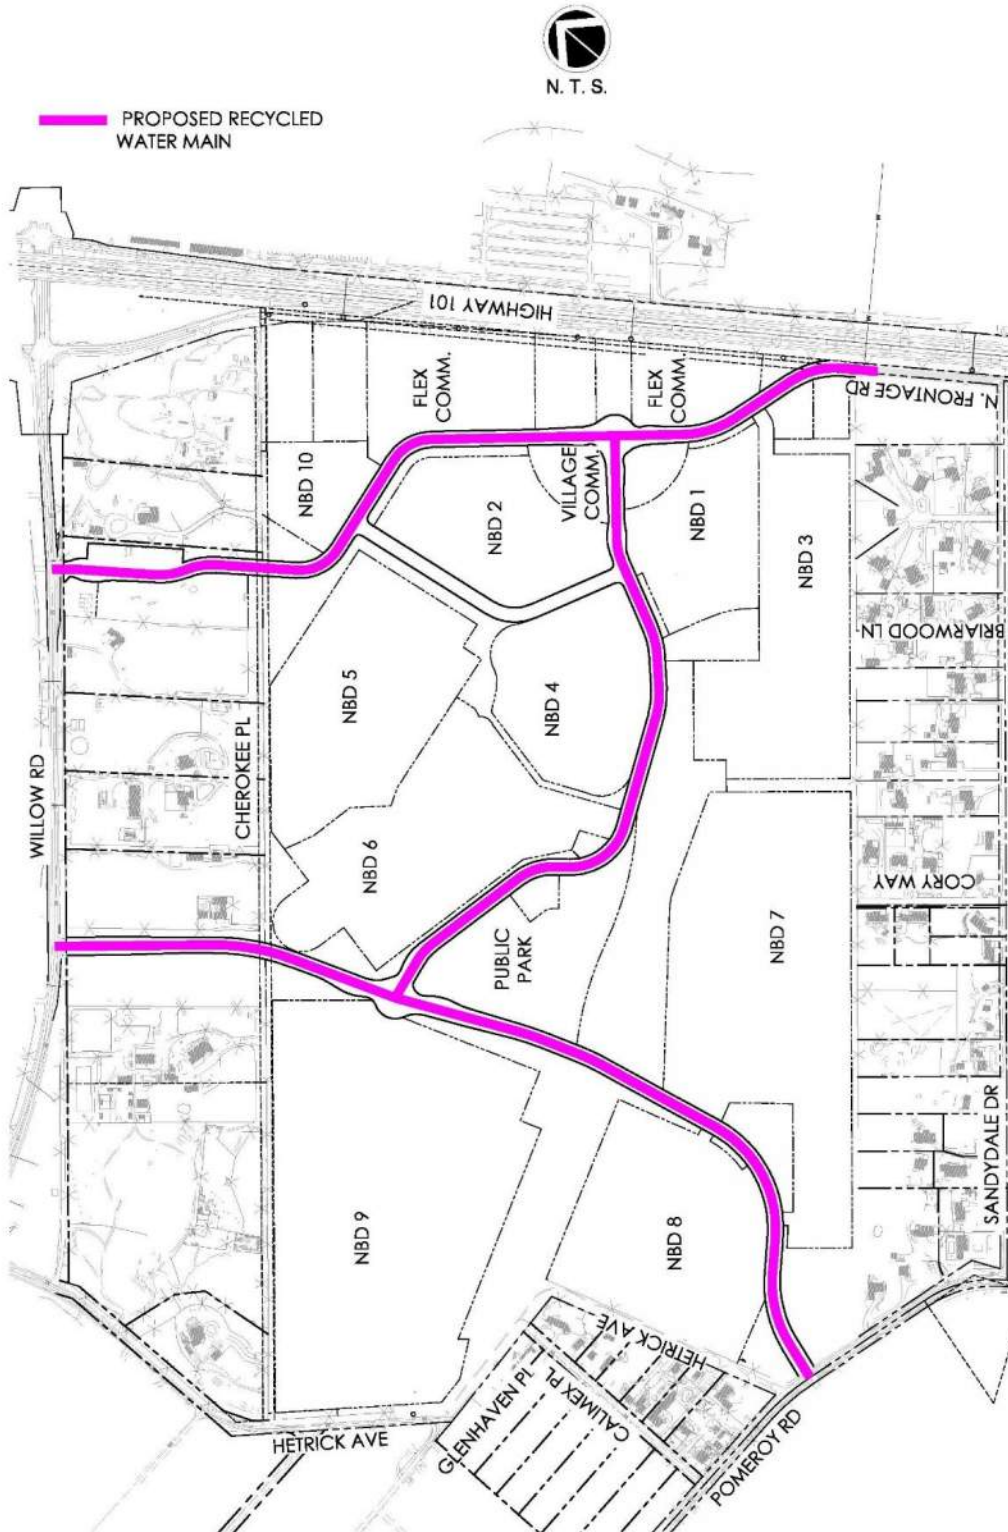 N. T. S.
PROPOSED RECYCLED
WATER MAIN
HIGHWAY 101
FLEX
COMM.
FLEX
COMM.
N. FRONTAGE RD
NBD 10
NBD 2
VILLAGE
COMM.
NBD 1
NBD 3
BRIARWOOD LN
NBD 5
NBD 4
WILLOW RD
CHEROKEE PL
NBD 6
CORY WAY
PUBLIC
PARK
NBD 7
SANDYDALE DR
NBD 9
NBD 8
HETRICK AVE
GLENHAVEN PL
CALIMEX PL
HETRICK AVE
POMEROY RD